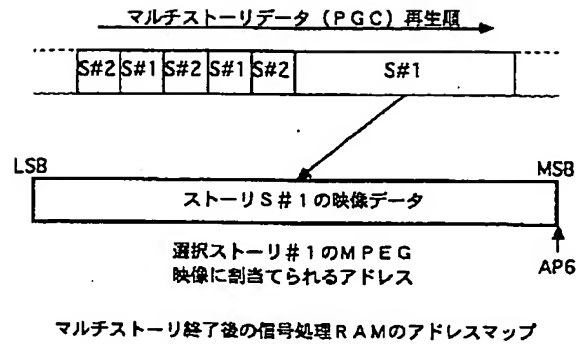 マルチストーリデータ（PGC）再生順
S#2 S#1 S#2 S#1 S#2 S#1
LSB MSB
ストーリS＃1の映像データ
選択ストーリ＃1のMPEG
映像に割当てられるアドレス
AP6
マルチストーリ終了後の信号処理RAMのアドレスマップ